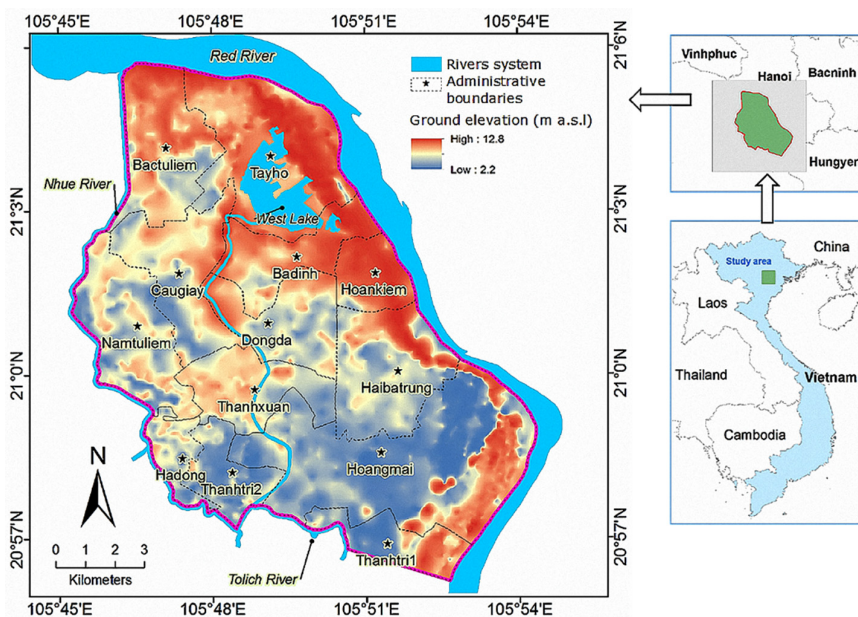 105°45'E
105°48'E
105°51'E
105°54'E
Red River
Rivers system
Administrative
boundaries
Ground elevation (m a.s.l)
High : 12.8
Low : 2.2
21°6'N
21°3'N
21°3'N
21°0'N
21°0'N
20°57'N
20°57'N
Bactuliem
Tayho
Nhue River
West Lake
Badinh
Caugiay
Hoankiem
Namtuliem
Dongda
Haibatrung
Thanhxuan
Hadong
Thanhtri2
Hoangmai
Thanhtri1
N
0 1 2 3
Kilometers
Tolich River
105°45'E
105°48'E
105°51'E
105°54'E
Vinhphuc
Hanoi
Bacninh
Hungyer
Study area
China
Laos
Thailand
Vietnam
Cambodia